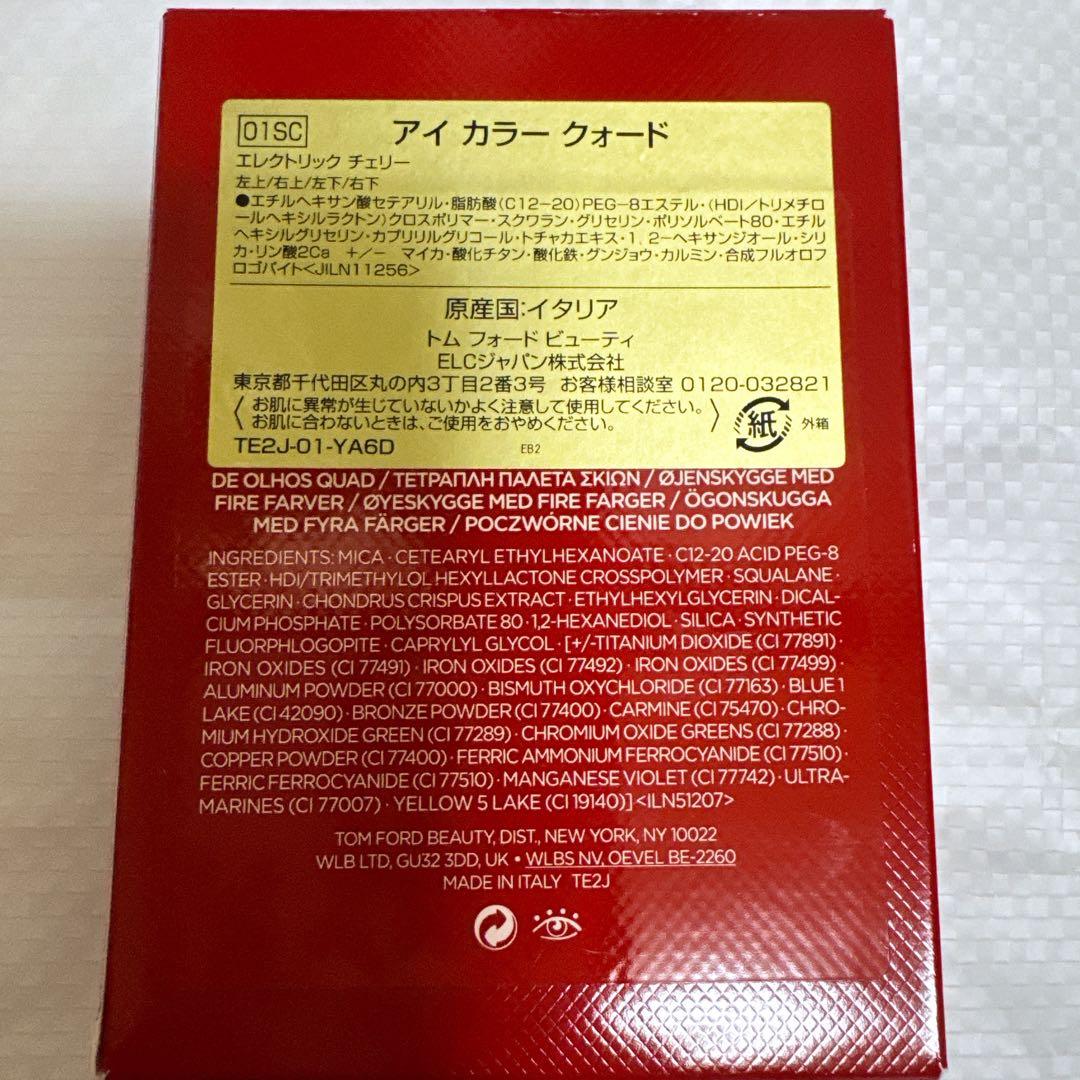 01SC アイ カラー クォード
エレクトリック チェリー
左上/右上/左下/右下
●エチルヘキサン酸セテアリル・脂肪酸(C12-20)PEG-8エステル・(HDI/トリメチロ
ールヘキシルラクトン)クロスポリマー・スクワラン・グリセリン・ポリソルベート80・エチル
ヘキシルグリセリン・カプリリルグリコール・トチャカエキス・1, 2-ヘキサンジオール・シリ
カ・リン酸2Ca +/- マイカ・酸化チタン・酸化鉄・グンジョウ・カルミン・合成フルオロフ
ロゴパイト<JILN11256>
原産国:イタリア
トム フォード ビューティ
ELCジャパン株式会社
東京都千代田区丸の内3丁目2番3号 お客様相談室 0120-032821
お肌に異常が生じていないかよく注意して使用してください。
お肌に合わないときは、ご使用をおやめください。
紙 外箱
TE2J-01-YA6D EB2
DE OLHOS QUAD / ΤΕΤΡΑΠΛΗ ΠΑΛΕΤΑ ΣΚΙΩΝ / ØJENSKYGGE MED
FIRE FARVER / ØYESKYGGE MED FIRE FARGER / ÖGONSKUGGA
MED FYRA FÄRGER / POCZWÓRNE CIENIE DO POWIEK
INGREDIENTS: MICA · CETEARYL ETHYLHEXANOATE · C12-20 ACID PEG-8
ESTER · HDI/TRIMETHYLOL HEXYLLACTONE CROSSPOLYMER · SQUALANE ·
GLYCERIN · CHONDRUS CRISPUS EXTRACT · ETHYLHEXYLGLYCERIN · DICAL-
CIUM PHOSPHATE · POLYSORBATE 80 · 1,2-HEXANEDIOL · SILICA · SYNTHETIC
FLUORPHLOGOPITE · CAPRYLYL GLYCOL · [+/-TITANIUM DIOXIDE (CI 77891) ·
IRON OXIDES (CI 77491) · IRON OXIDES (CI 77492) · IRON OXIDES (CI 77499) ·
ALUMINUM POWDER (CI 77000) · BISMUTH OXYCHLORIDE (CI 77163) · BLUE 1
LAKE (CI 42090) · BRONZE POWDER (CI 77400) · CARMINE (CI 75470) · CHRO-
MIUM HYDROXIDE GREEN (CI 77289) · CHROMIUM OXIDE GREENS (CI 77288) ·
COPPER POWDER (CI 77400) · FERRIC AMMONIUM FERROCYANIDE (CI 77510) ·
FERRIC FERROCYANIDE (CI 77510) · MANGANESE VIOLET (CI 77742) · ULTRA-
MARINES (CI 77007) · YELLOW 5 LAKE (CI 19140)] <ILN51207>
TOM FORD BEAUTY, DIST., NEW YORK, NY 10022
WLB LTD, GU32 3DD, UK • WLBS NV, OEVEL BE-2260
MADE IN ITALY TE2J